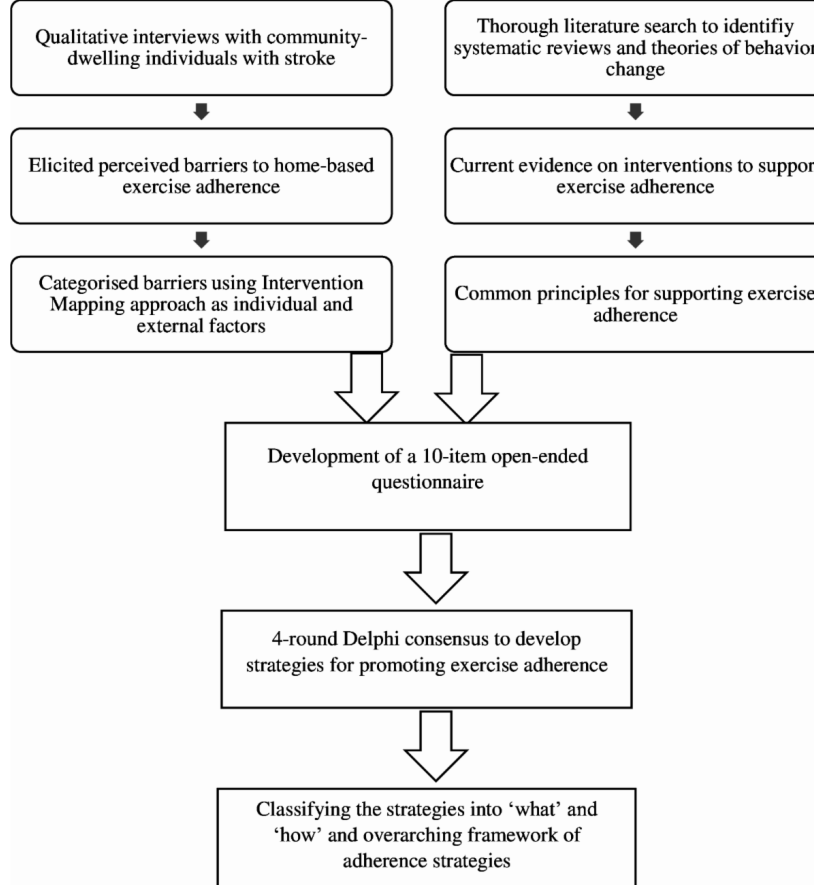 Qualitative interviews with community-
dwelling individuals with stroke
Thorough literature search to identifiy
systematic reviews and theories of behavior
change
Elicited perceived barriers to home-based
exercise adherence
Current evidence on interventions to suppor
exercise adherence
Categorised barriers using Intervention
Mapping approach as individual and
external factors
Common principles for supporting exercise
adherence
Development of a 10-item open-ended
questionnaire
4-round Delphi consensus to develop
strategies for promoting exercise adherence
Classifying the strategies into ‘what’ and
‘how’ and overarching framework of
adherence strategies